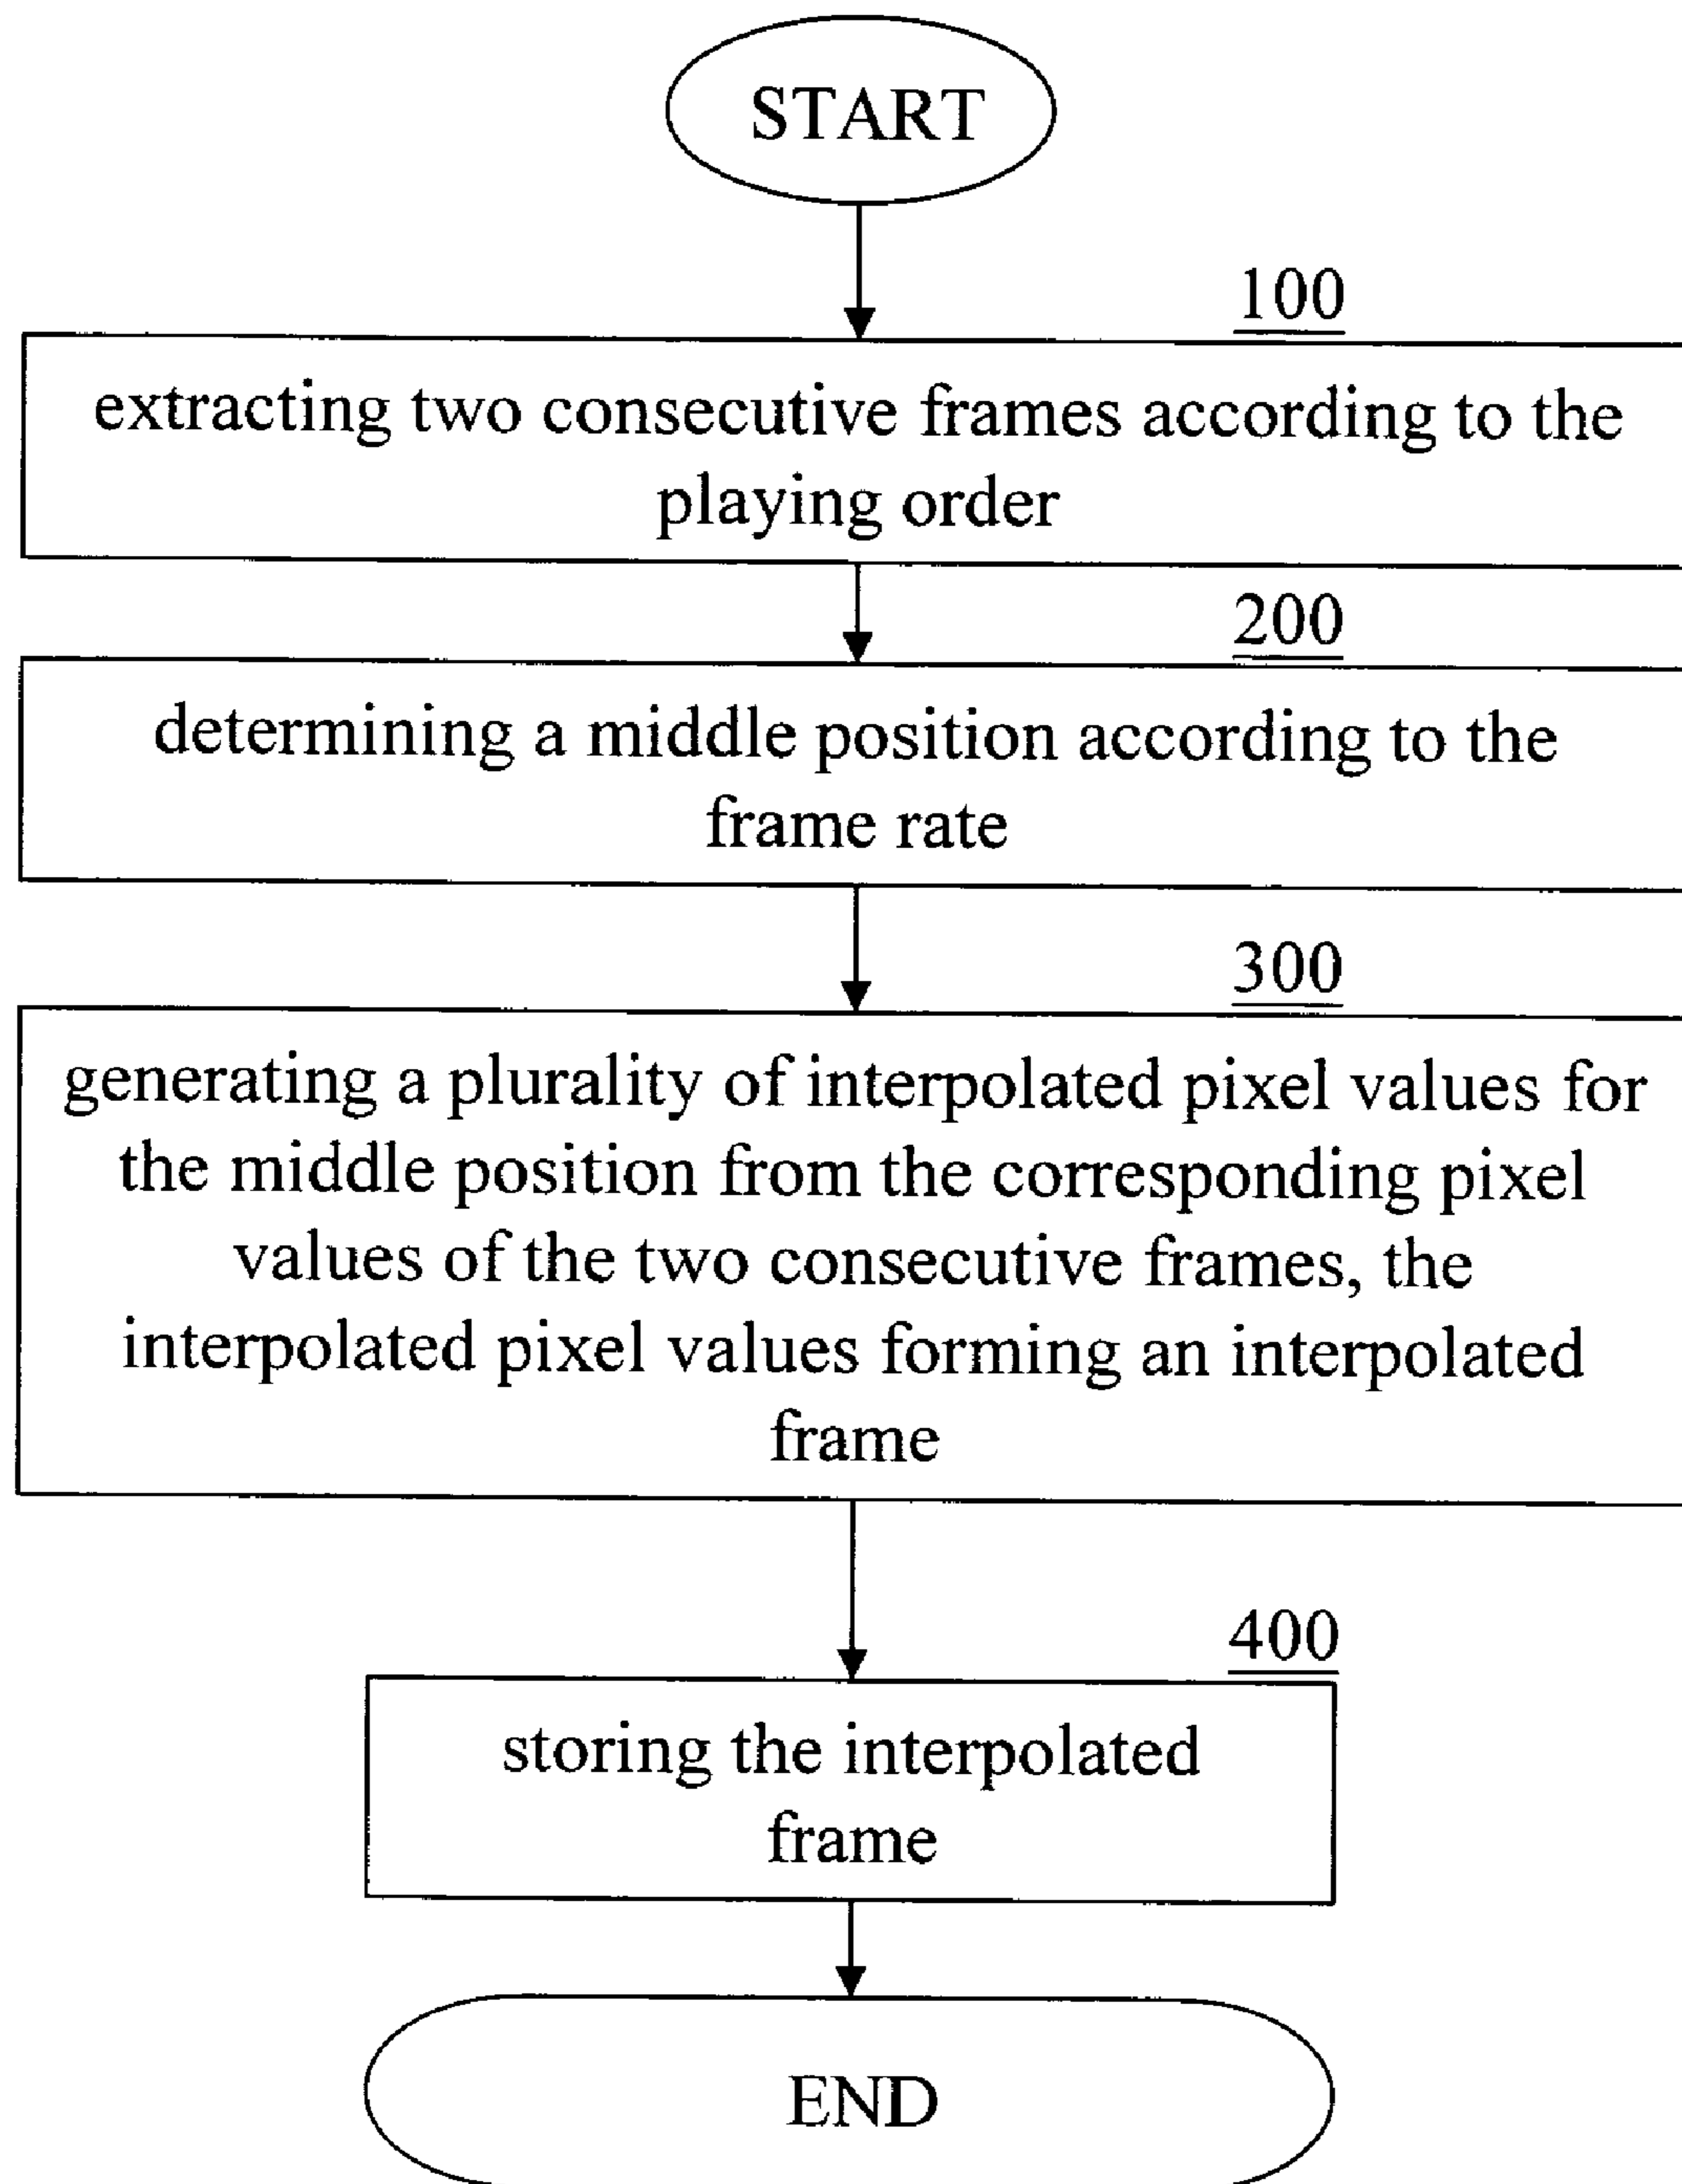 START
100
extracting two consecutive frames according to the
playing order
200
determining a middle position according to the
frame rate
300
generating a plurality of interpolated pixel values for
the middle position from the corresponding pixel
values of the two consecutive frames, the
interpolated pixel values forming an interpolated
frame
400
storing the interpolated
frame
END